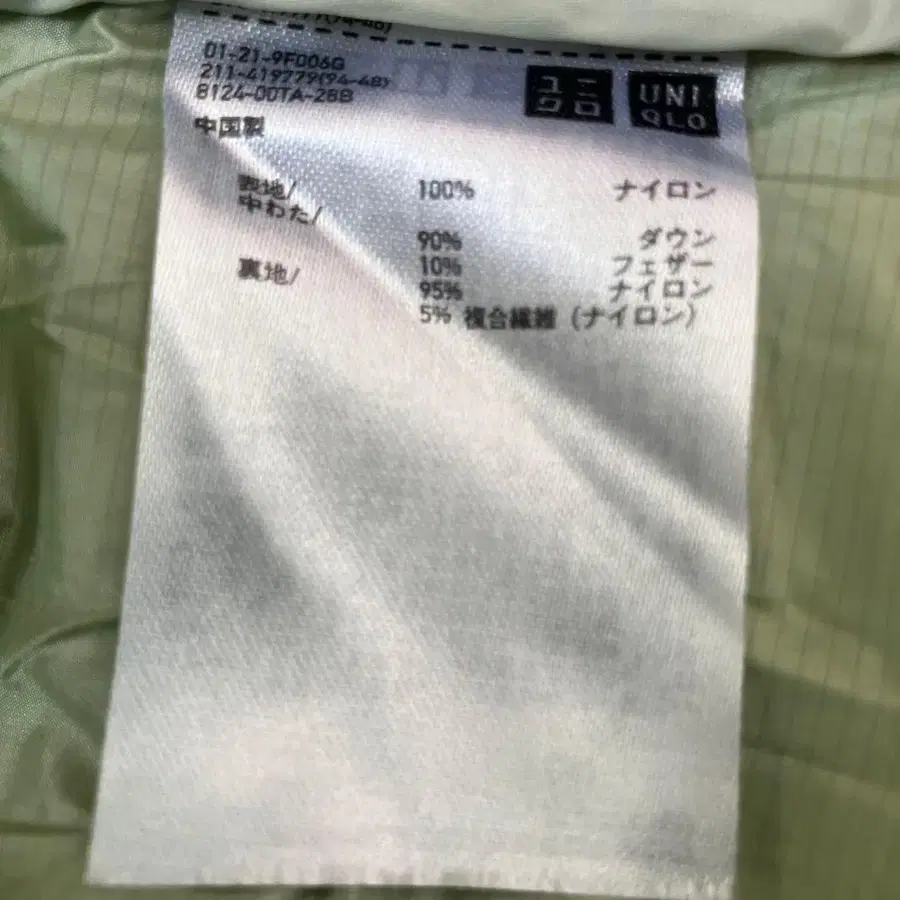 01-21-9F006G
211-419779(94-48)
8124-00TA-28B
ユニクロ
UNIQLO
中国製
表地/ 100% ナイロン
中わた/
90% ダウン
10% フェザー
裏地/ 95% ナイロン
5% 複合繊維 (ナイロン)